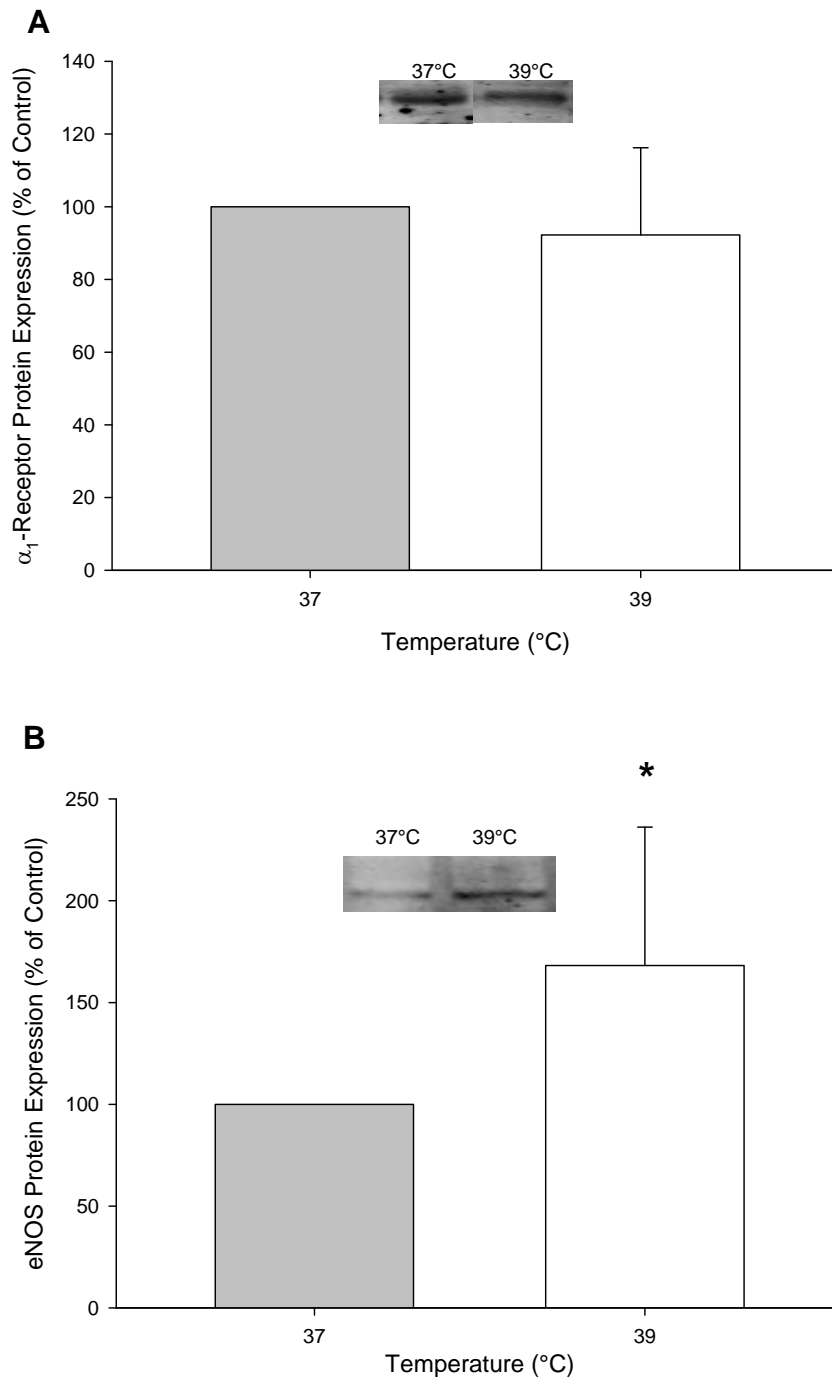 A
α1-Receptor Protein Expression (% of Control)
140
120
100
80
60
40
20
0
37°C 39°C
37 39
Temperature (°C)
B
eNOS Protein Expression (% of Control)
250
200
150
100
50
0
*
37°C 39°C
37 39
Temperature (°C)